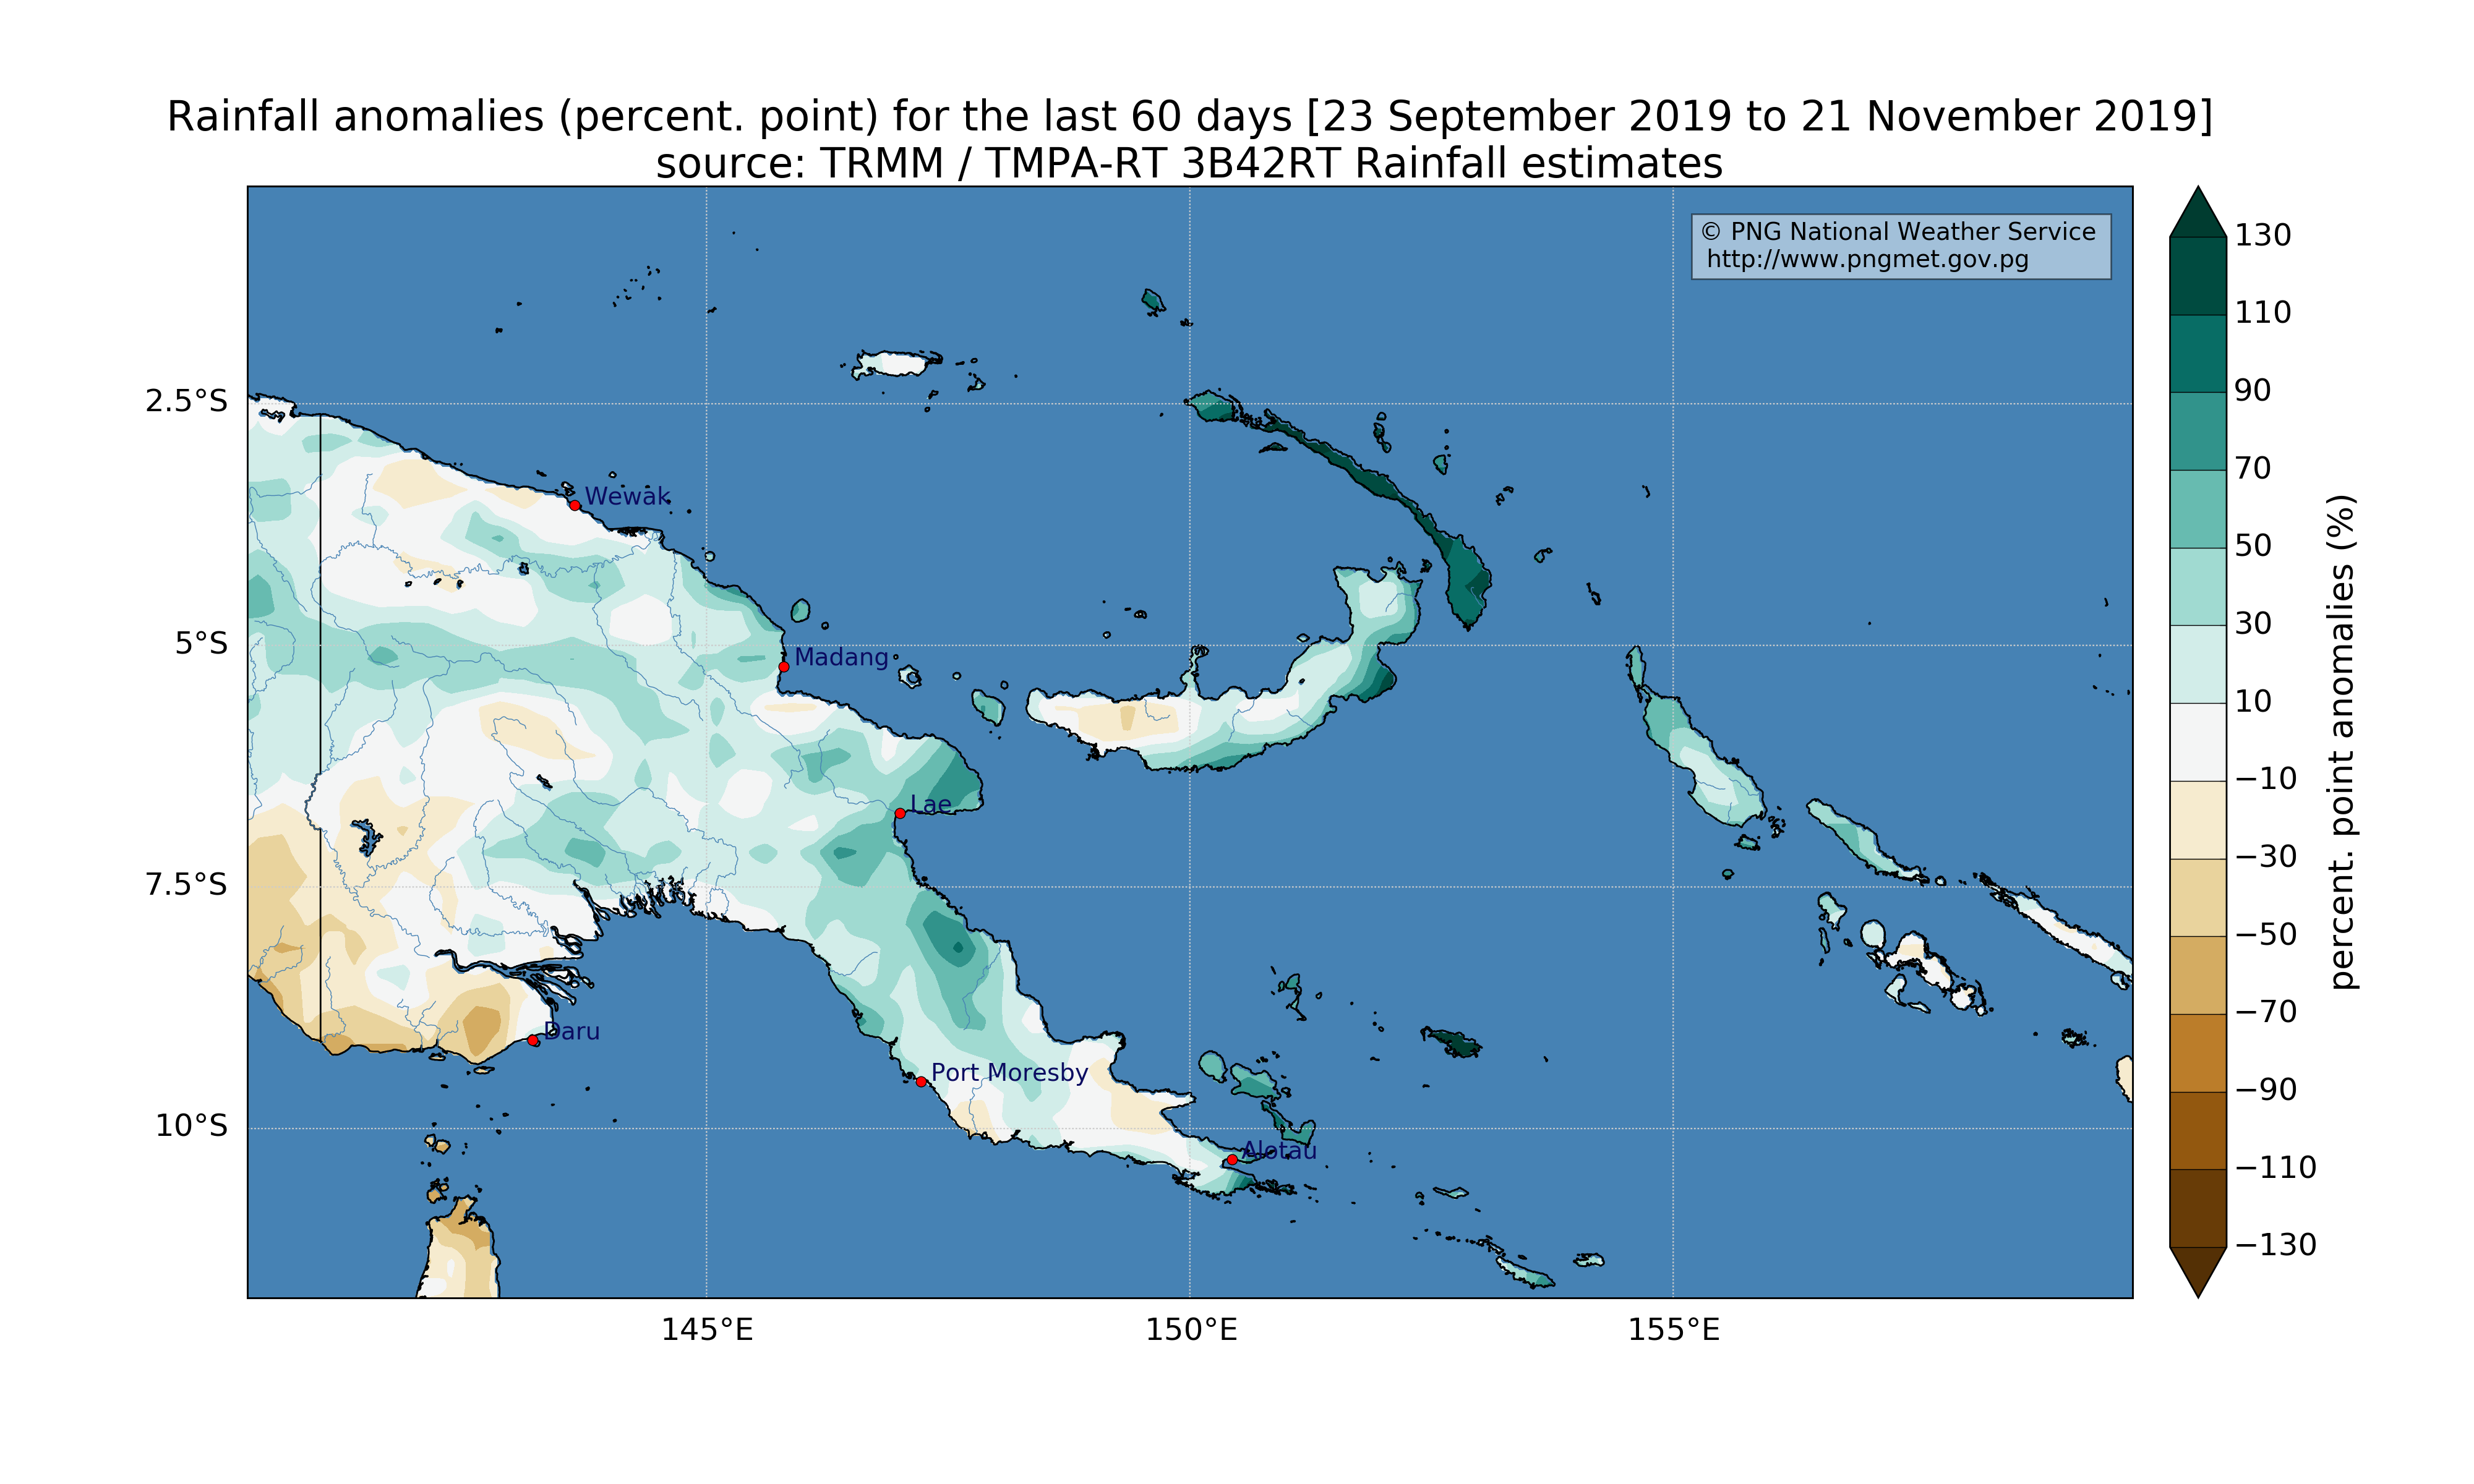 Rainfall anomalies (percent. point) for the last 60 days [23 September 2019 to 21 November 2019]
source: TRMM / TMPA-RT 3B42RT Rainfall estimates
© PNG National Weather Service
http://www.pngmet.gov.pg
2.5°S
5°S
7.5°S
10°S
145°E
150°E
155°E
Wewak
Madang
Lae
Daru
Port Moresby
Alotau
130
110
90
70
50
30
10
−10
−30
−50
−70
−90
−110
−130
percent. point anomalies (%)